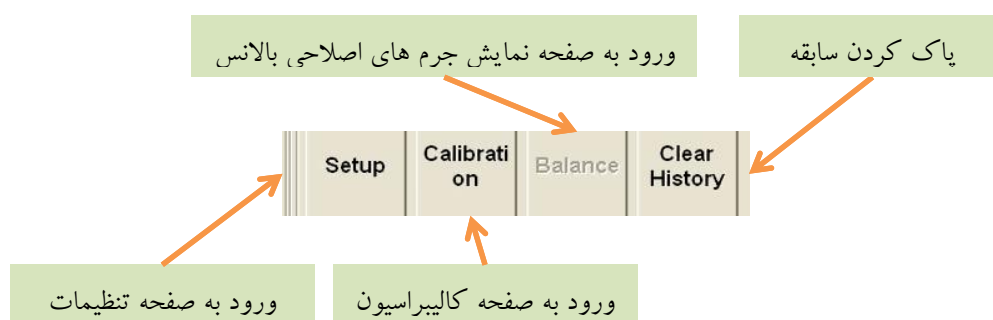 ورود به صفحه نمایش جرم های اصلاحی بالانس
پاک کردن سابقه
Setup
Calibrati
on
Balance
Clear
History
ورود به صفحه تنظیمات
ورود به صفحه کالیبراسیون